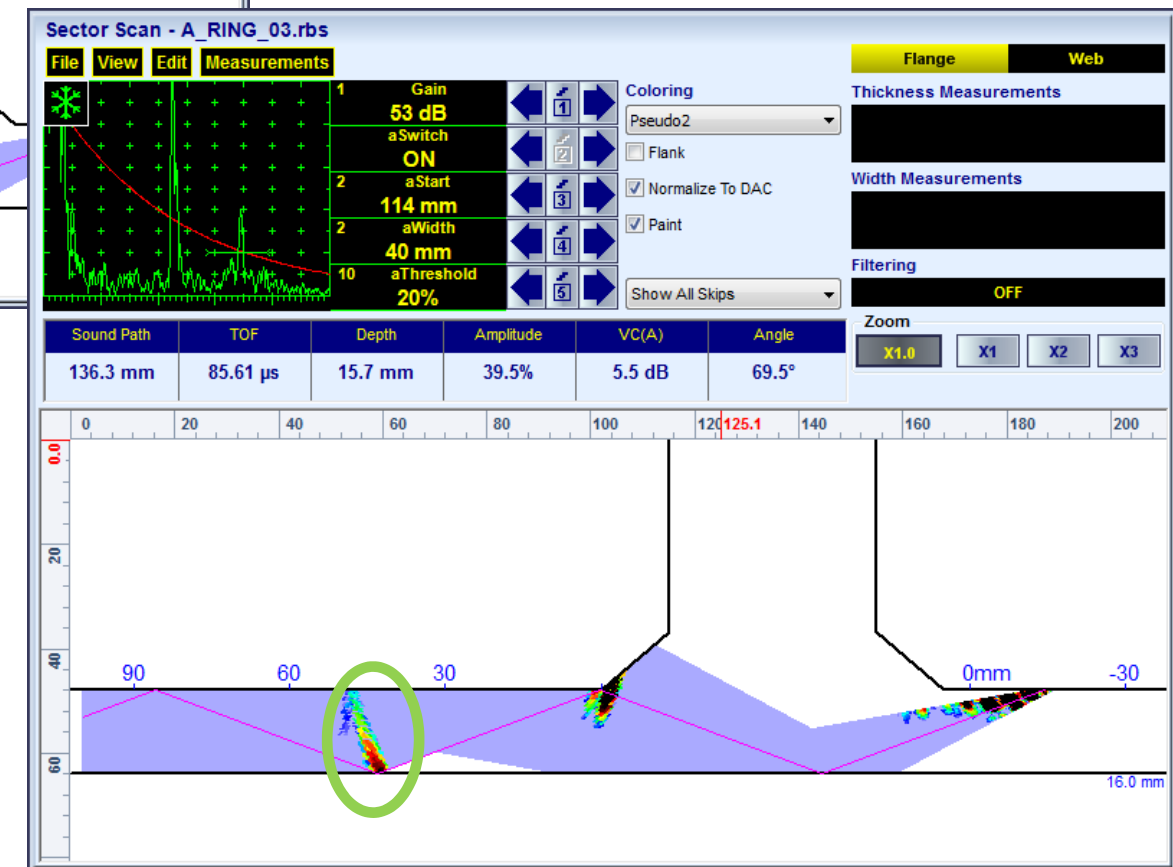 Sector Scan - A_RING_03.rbs
File View Edit Measurements
Flange Web
1 Gain
53 dB
1
aSwitch
ON
2
2 aStart
114 mm
3
2 aWidth
40 mm
4
10 aThreshold
20%
5
Coloring
Pseudo2
Flank
Normalize To DAC
Paint
Show All Skips
Thickness Measurements
Width Measurements
Filtering
OFF
Zoom
X1.0 X1 X2 X3
Sound Path TOF Depth Amplitude VC(A) Angle
136.3 mm 85.61 µs 15.7 mm 39.5% 5.5 dB 69.5°
0 20 40 60 80 100 120 125.1 140 160 180 200
0.0
20
40
60
90 60 30 0mm -30
16.0 mm